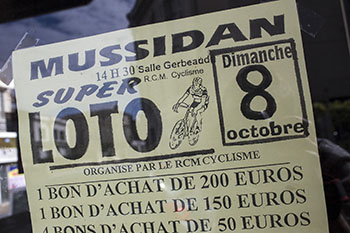 MUSSIDAN
14 H 30 Salle Gerbeaud
R.C.M. Cyclisme
SUPER
LOTO
Dimanche
8
octobre
ORGANISE PAR LE RCM CYCLISME
1 BON D'ACHAT DE 200 EUROS
1 BON D'ACHAT DE 150 EUROS
4 BONS D'ACHAT DE 50 EUROS